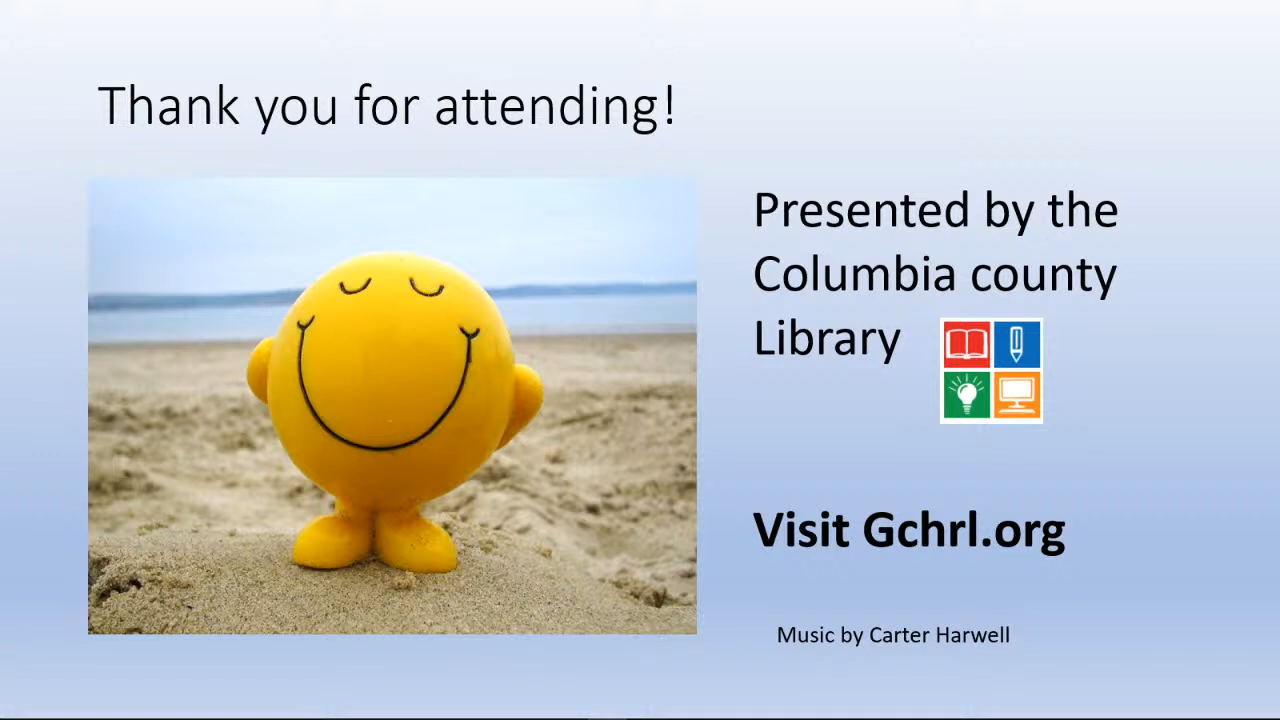 Thank you for attending!
Presented by the
Columbia county
Library
Visit Gchrl.org
Music by Carter Harwell